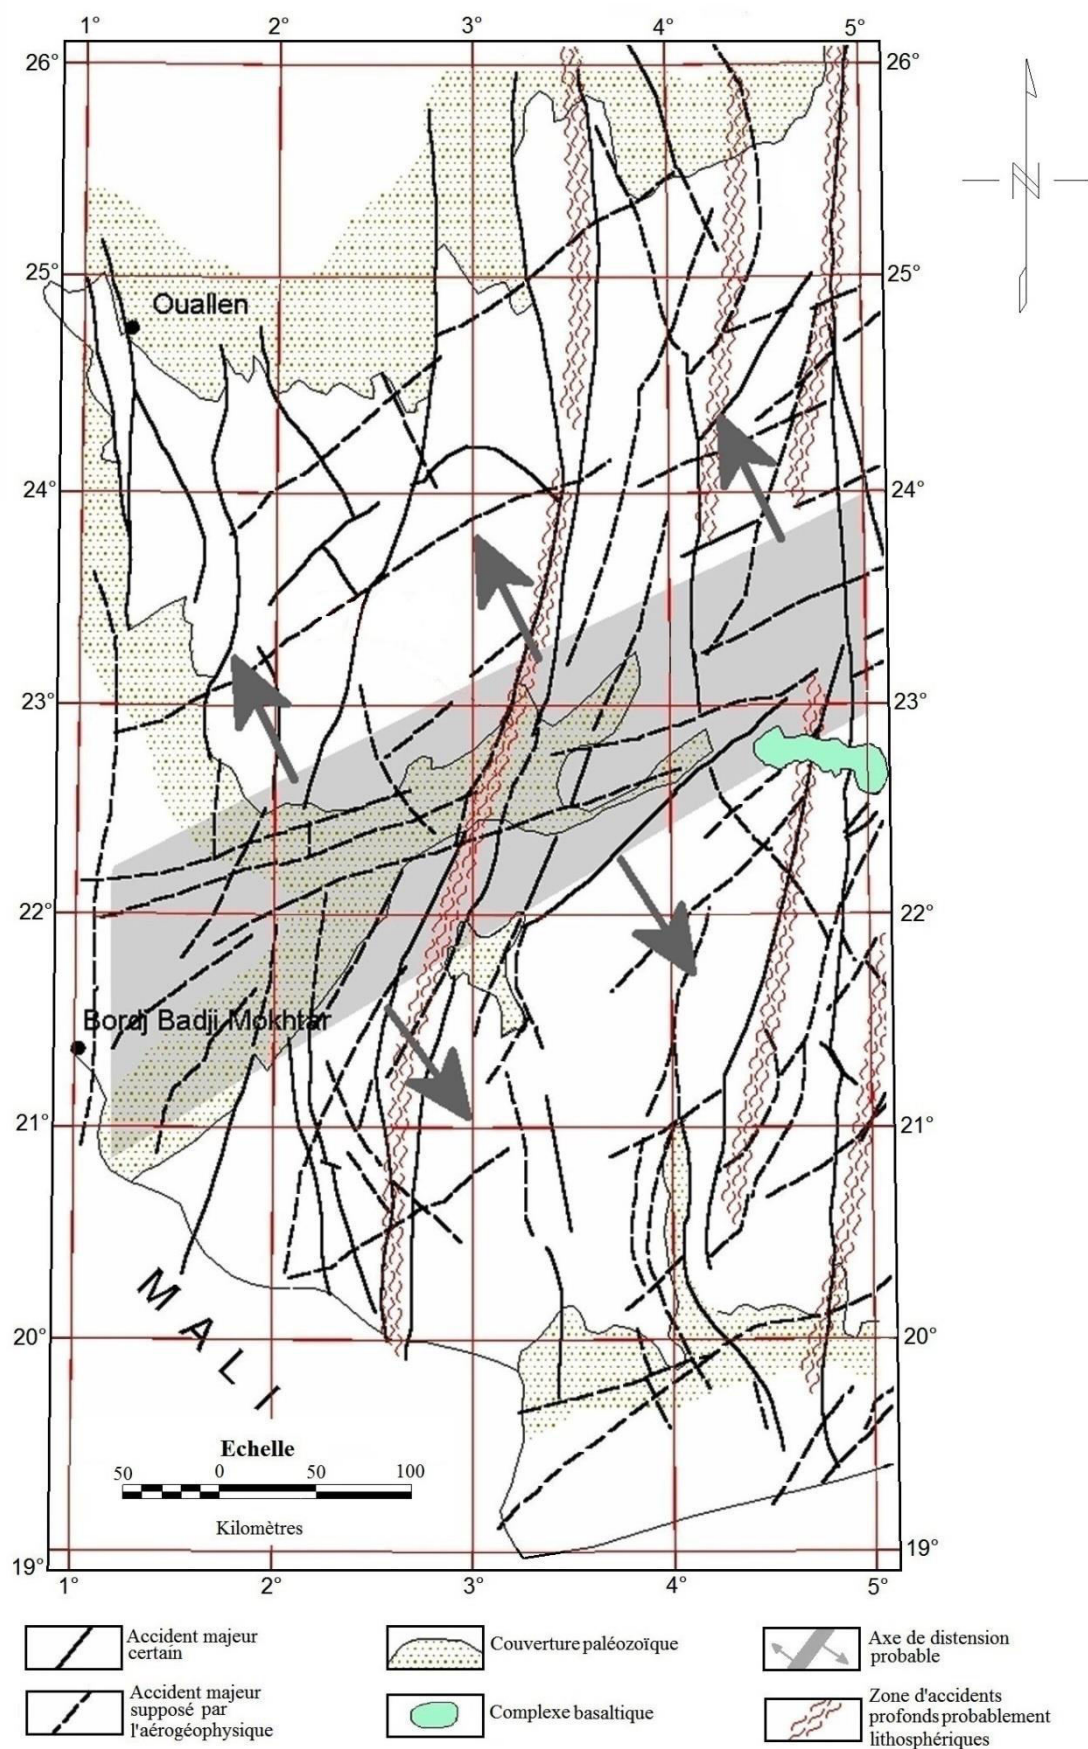 1° 2° 3° 4° 5°
26° 26°
N
25° 25°
Ouallen
24° 24°
23° 23°
22° 22°
Bordj Badji Mokhtar
21° 21°
20° 20°
MALI
Echelle
50 0 50 100
Kilomètres
19° 19°
1° 2° 3° 4° 5°
Accident majeur
certain
Couverture paléozoïque
Axe de distension
probable
Accident majeur
supposé par
l'aérogéophysique
Complexe basaltique
Zone d'accidents
profonds probablement
lithosphériques